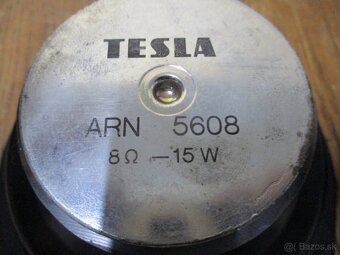 TESLA
ARN 5608
8Ω —15W
Bazos.sk